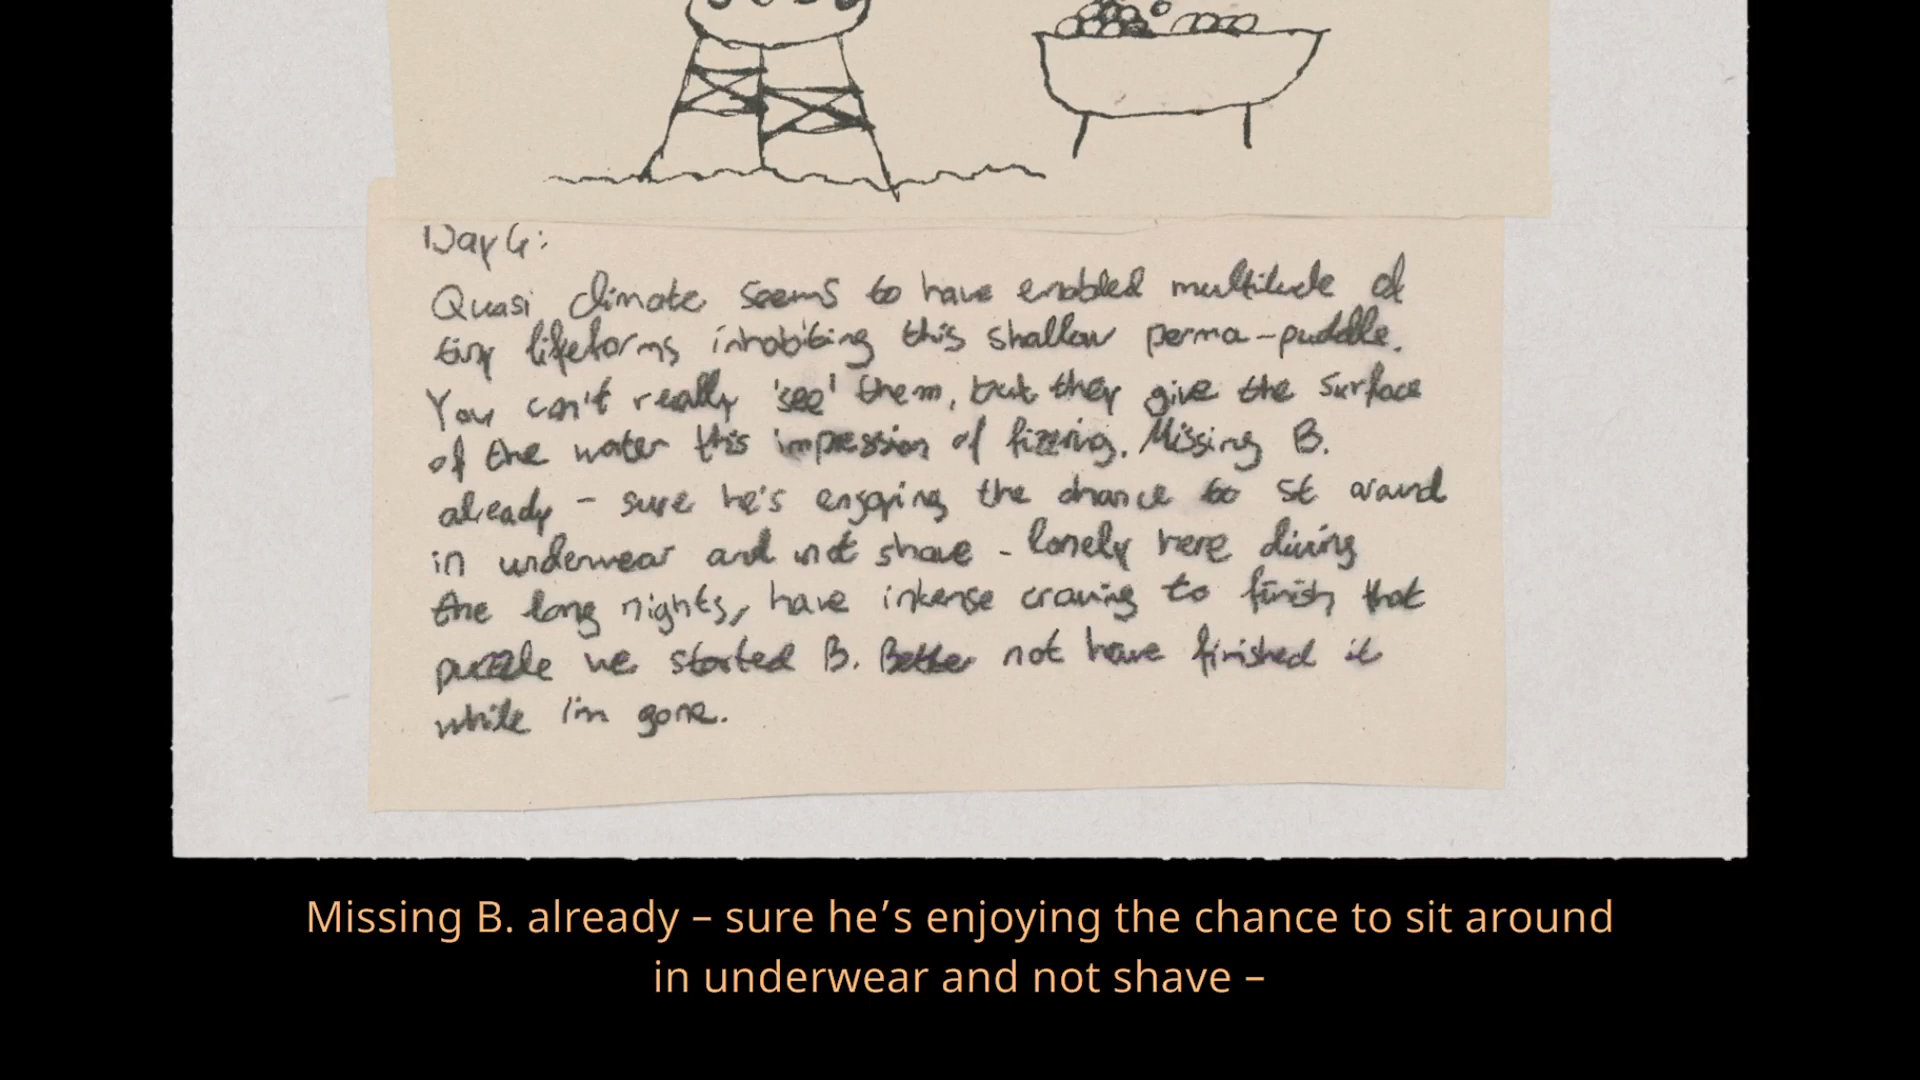 Day 4:
Quasi climate seems to have enabled multitude of
tiny lifeforms inhabiting this shallow perma-puddle.
You can't really 'see' them, but they give the surface
of the water this impression of fizzing. Missing B.
already – sure he's enjoying the chance to sit around
in underwear and not shave - lonely here during
the long nights, have intense craving to finish that
puzzle we started B. Better not have finished it
while I'm gone.
Missing B. already – sure he’s enjoying the chance to sit around
in underwear and not shave –